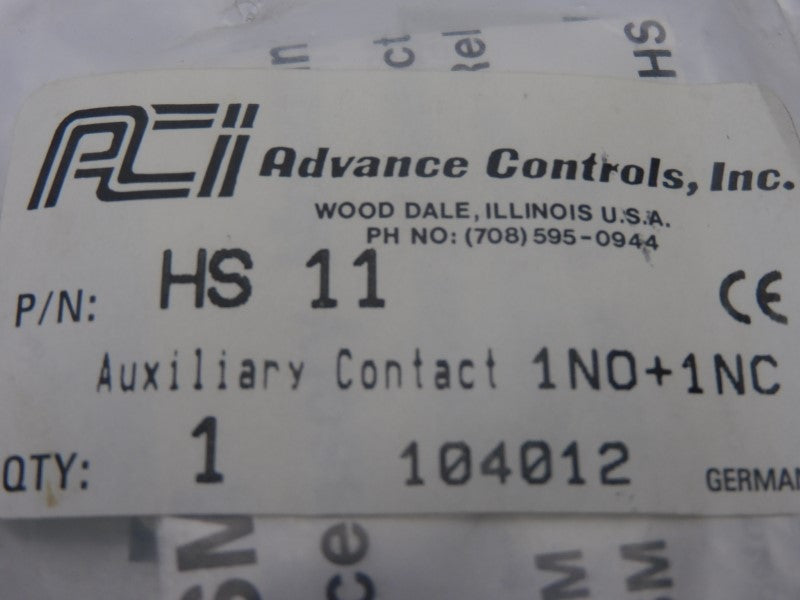 ACI Advance Controls, Inc.
WOOD DALE, ILLINOIS U.S.A.
PH NO: (708) 595-0944
P/N: HS 11
CE
Auxiliary Contact 1NO+1NC
QTY: 1 104012
HS